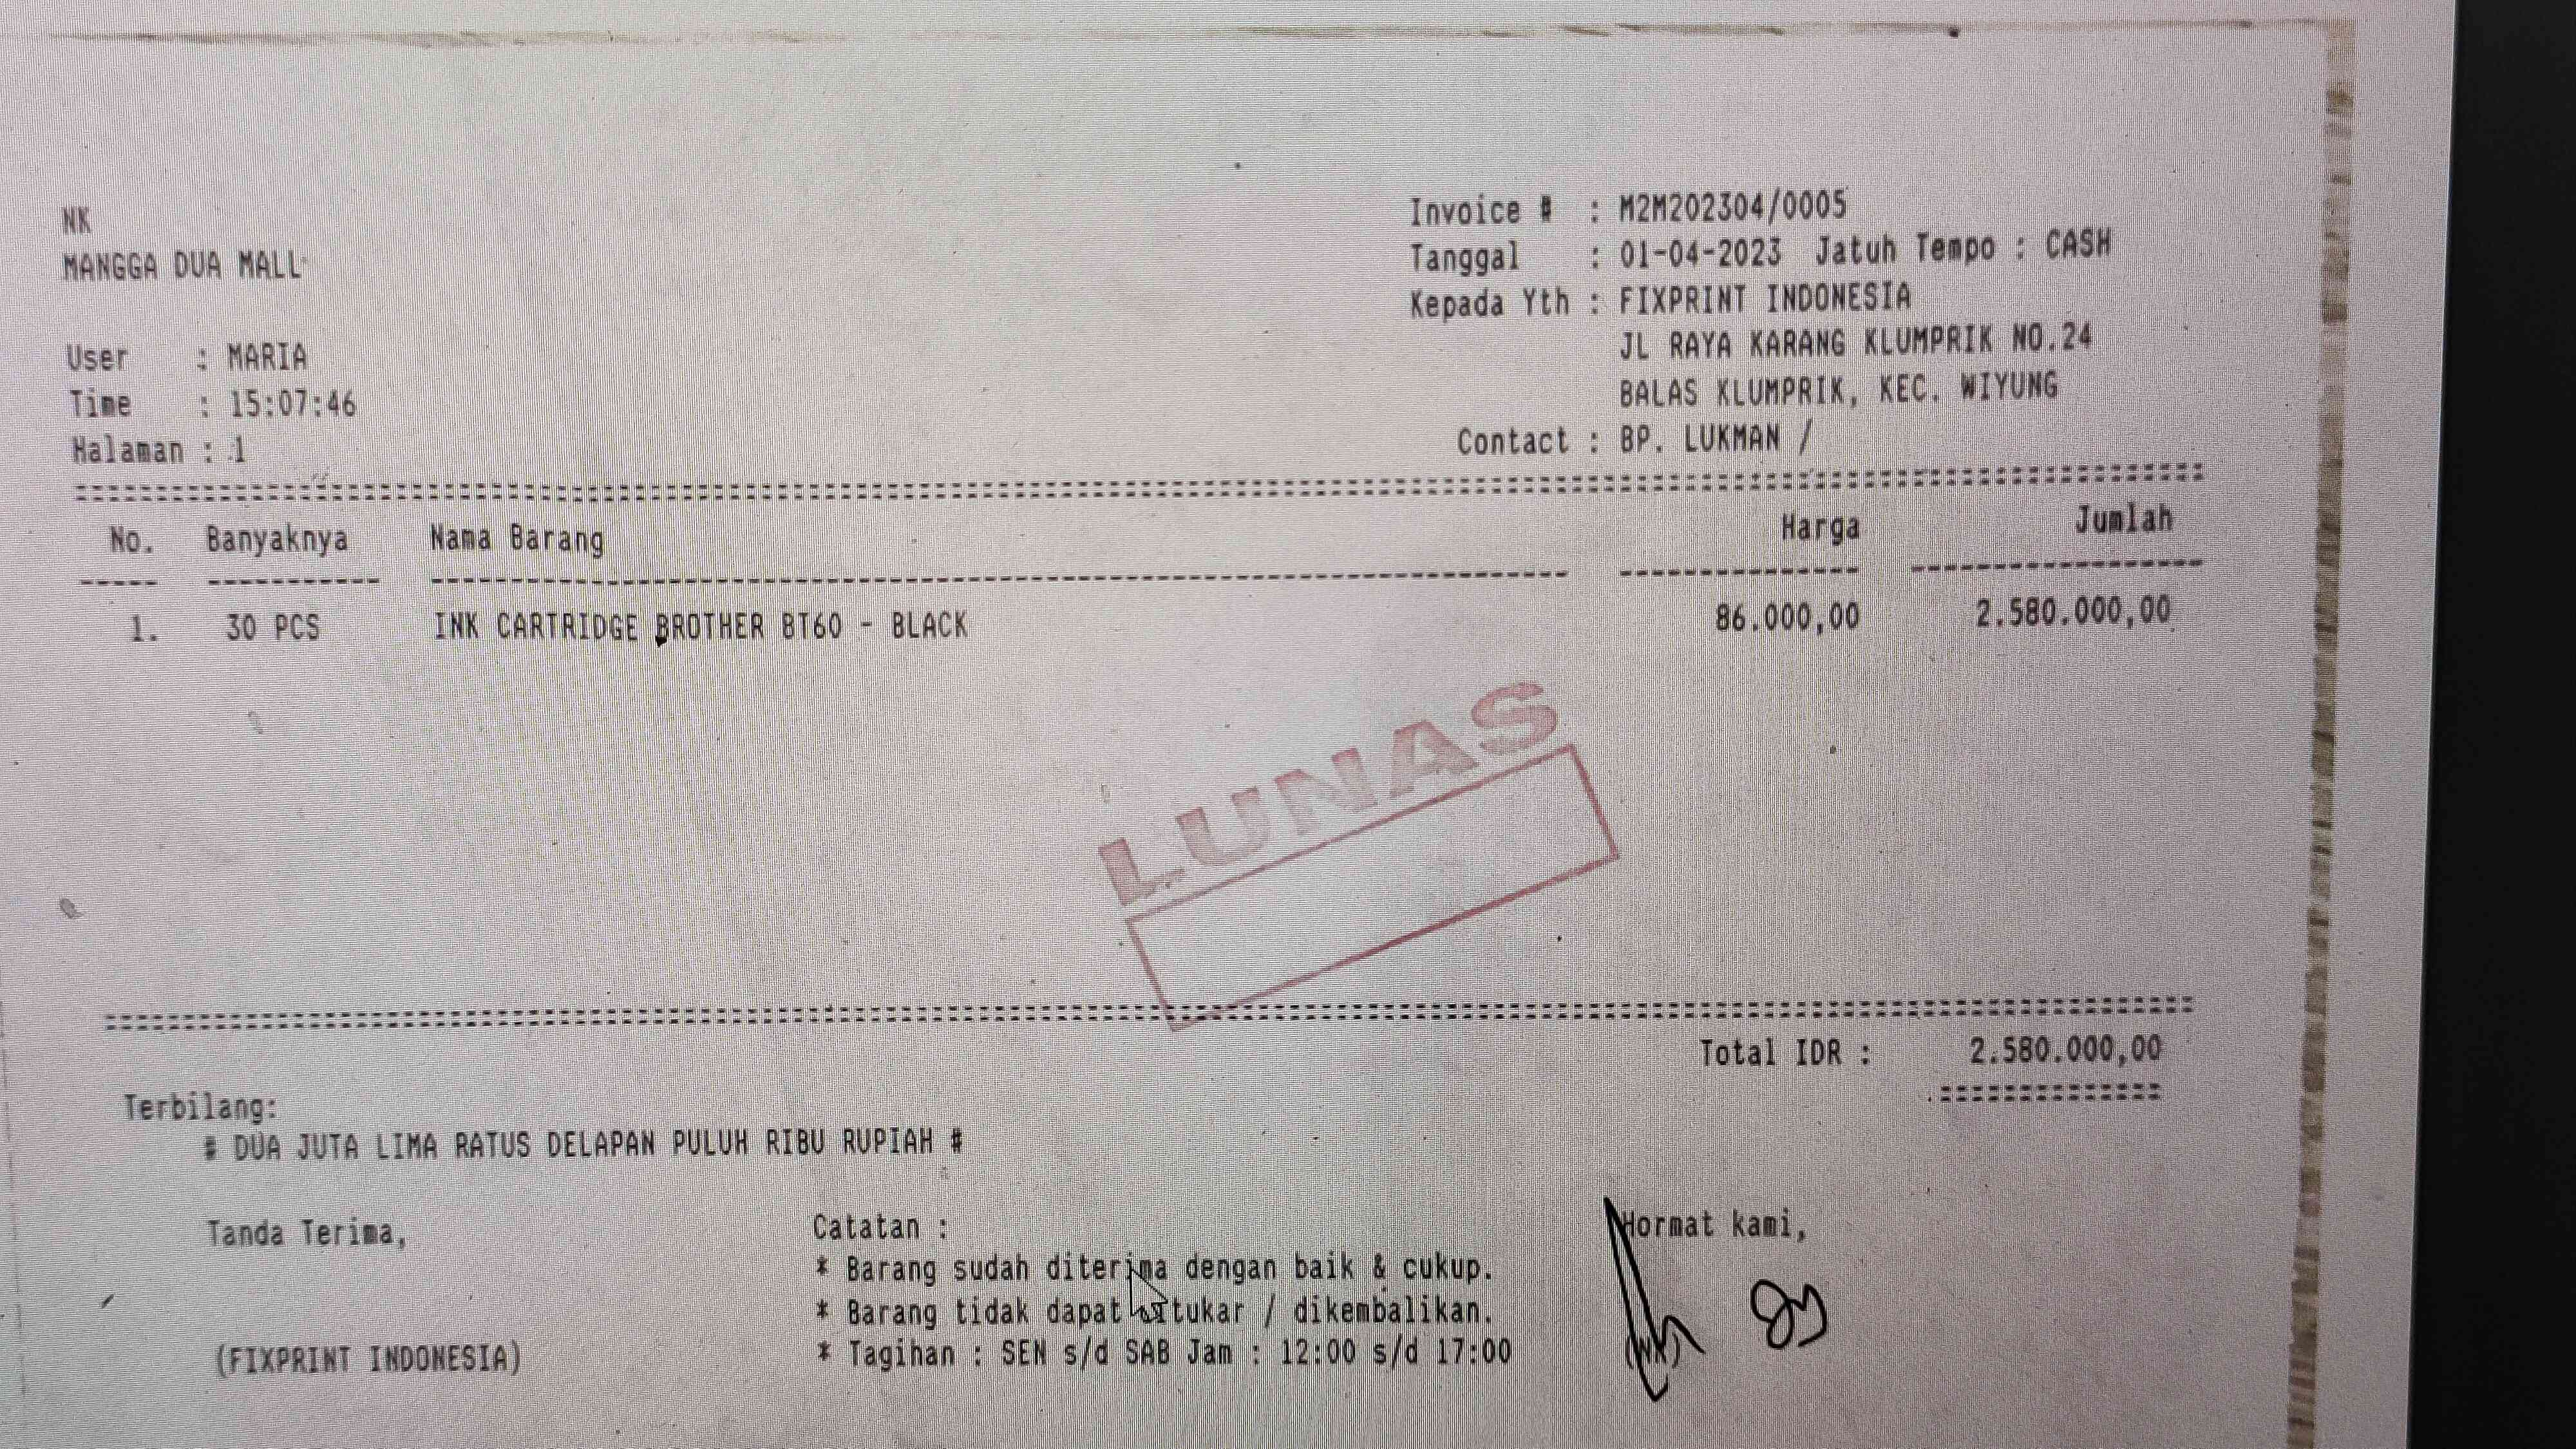 NK
MANGGA DUA MALL
User : MARIA
Time : 15:07:46
Halaman : 1
Invoice # : M2M202304/0005
Tanggal : 01-04-2023 Jatuh Tempo : CASH
Kepada Yth : FIXPRINT INDONESIA
JL RAYA KARANG KLUMPRIK NO.24
BALAS KLUMPRIK, KEC. WIYUNG
Contact : BP. LUKMAN /
No. Banyaknya Nama Barang Harga Jumlah
1. 30 PCS INK CARTRIDGE BROTHER BT60 - BLACK 86.000,00 2.580.000,00
LUNAS
Total IDR : 2.580.000,00
Terbilang:
# DUA JUTA LIMA RATUS DELAPAN PULUH RIBU RUPIAH #
Tanda Terima,
(FIXPRINT INDONESIA)
Catatan :
* Barang sudah diterima dengan baik & cukup.
* Barang tidak dapat ditukar / dikembalikan.
* Tagihan : SEN s/d SAB Jam : 12:00 s/d 17:00
Hormat kami,
(NK)